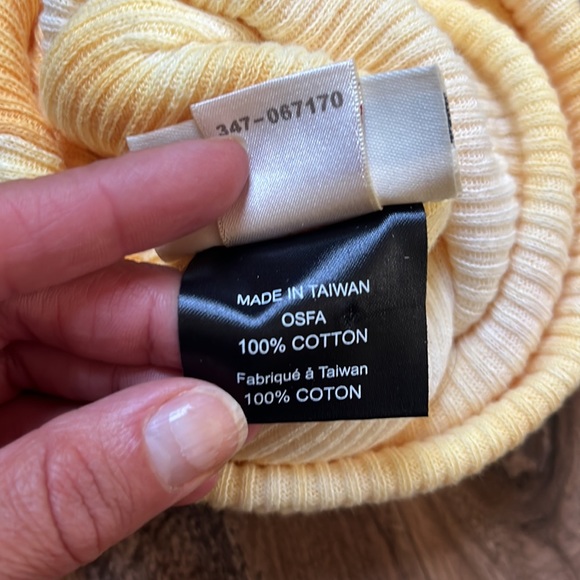 347-067170
MADE IN TAIWAN
OSFA
100% COTTON
Fabriqué à Taiwan
100% COTON